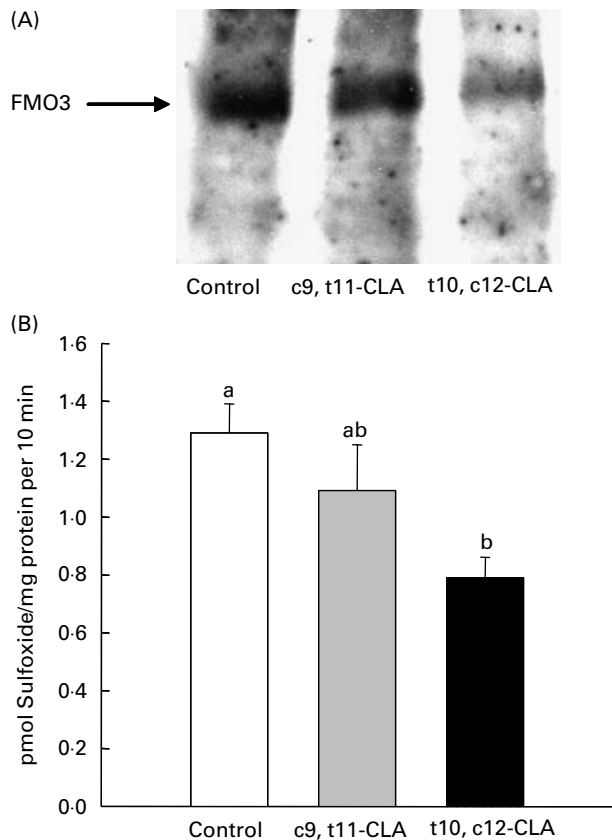 (A)
FMO3
Control c9, t11-CLA t10, c12-CLA
(B)
pmol Sulfoxide/mg protein per 10 min
1·6
1·4
1·2
1·0
0·8
0·6
0·4
0·2
0·0
a
ab
b
Control c9, t11-CLA t10, c12-CLA